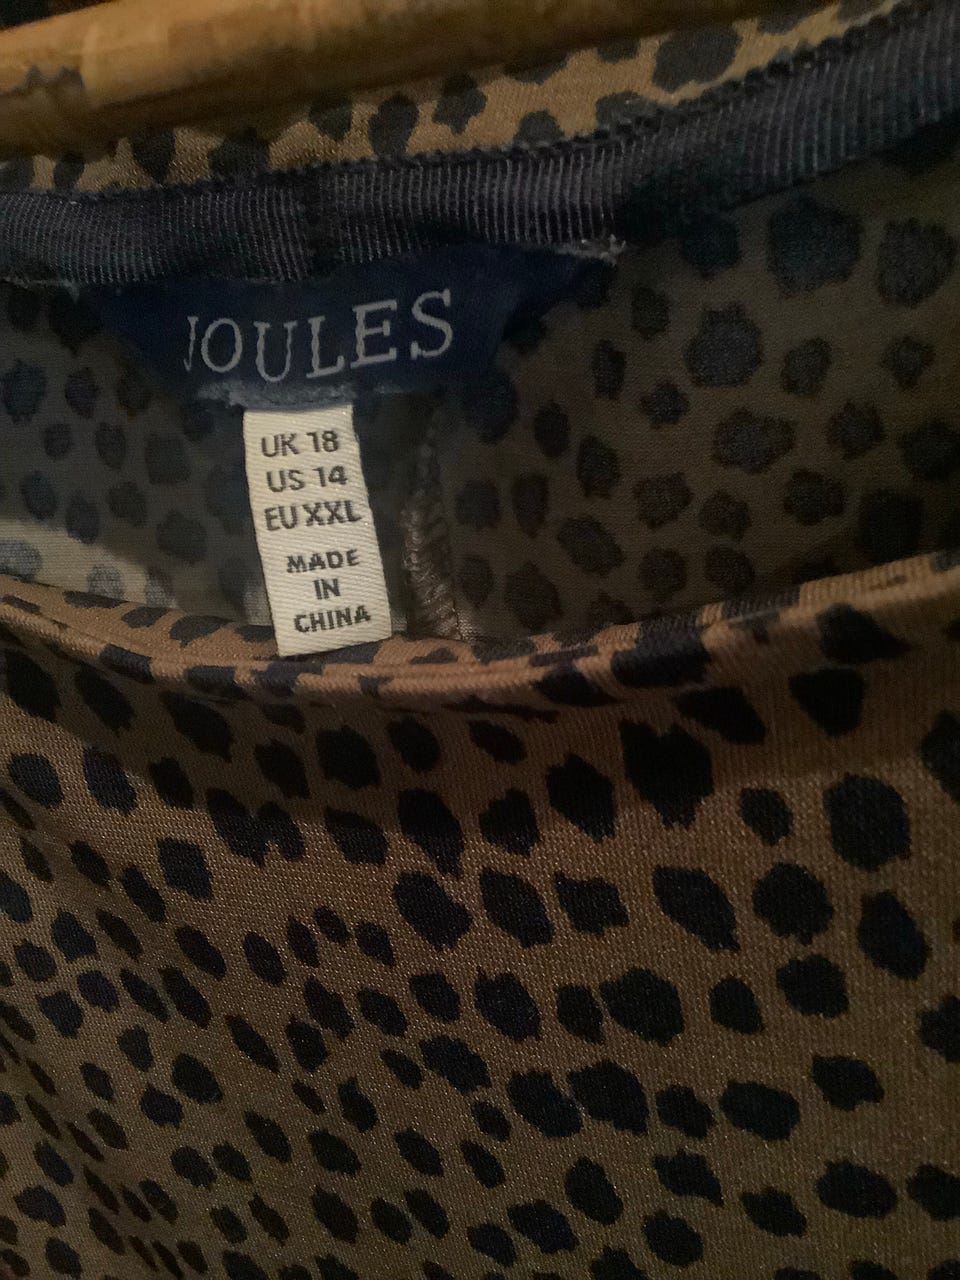 JOULES
UK 18
US 14
EU XXL
MADE
IN
CHINA